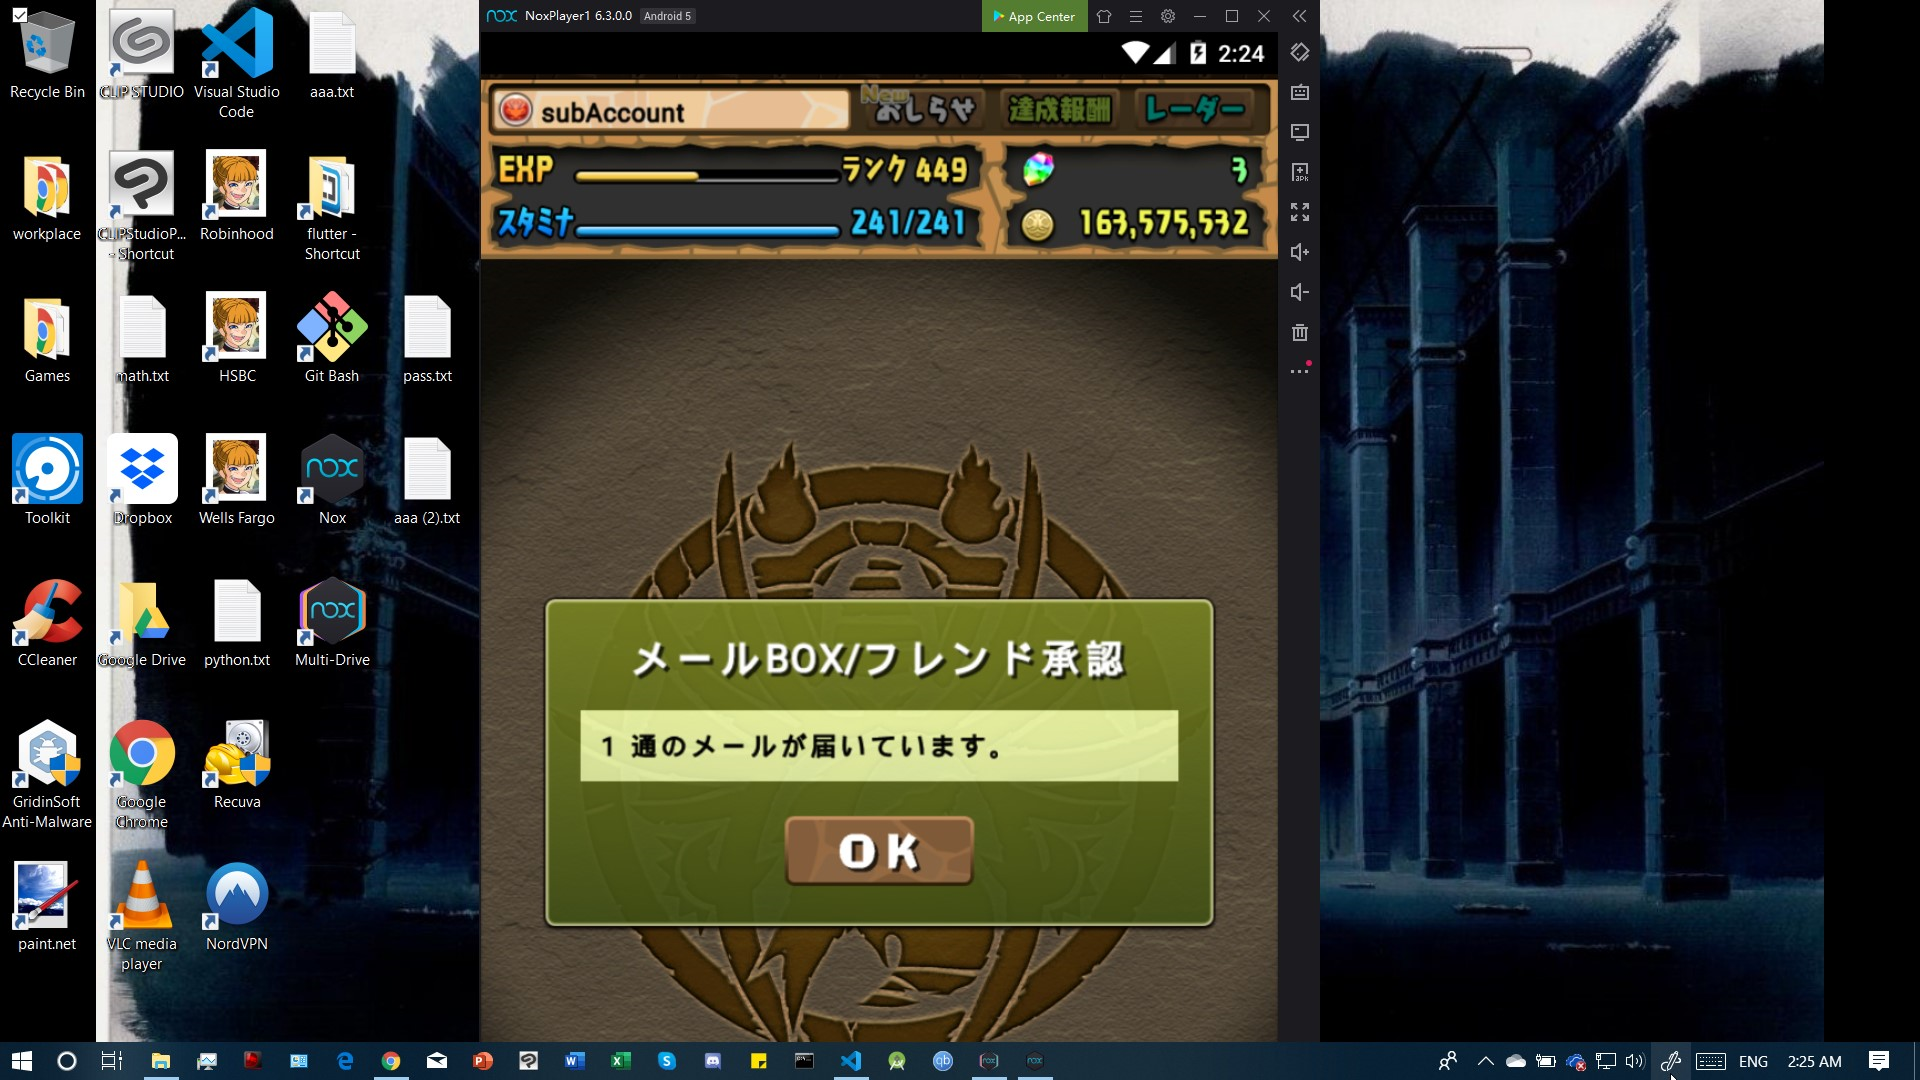 Recycle Bin
CLIP STUDIO
Visual Studio
Code
aaa.txt
workplace
CLIPStudioP...
- Shortcut
Robinhood
flutter -
Shortcut
Games
math.txt
HSBC
Git Bash
pass.txt
Toolkit
Dropbox
Wells Fargo
nox
Nox
aaa (2).txt
CCleaner
Google Drive
python.txt
nox
Multi-Drive
GridinSoft
Anti-Malware
Google
Chrome
Recuva
paint.net
VLC media
player
NordVPN
nox NoxPlayer1 6.3.0.0 Android 5 App Center
2:24
subAccount
New
おしらせ
達成報酬
レーダー
EXP ランク 449
3
スタミナ 241/241
163,575,532
メールBOX/フレンド承認
1 通のメールが届いています。
OK
ENG 2:25 AM